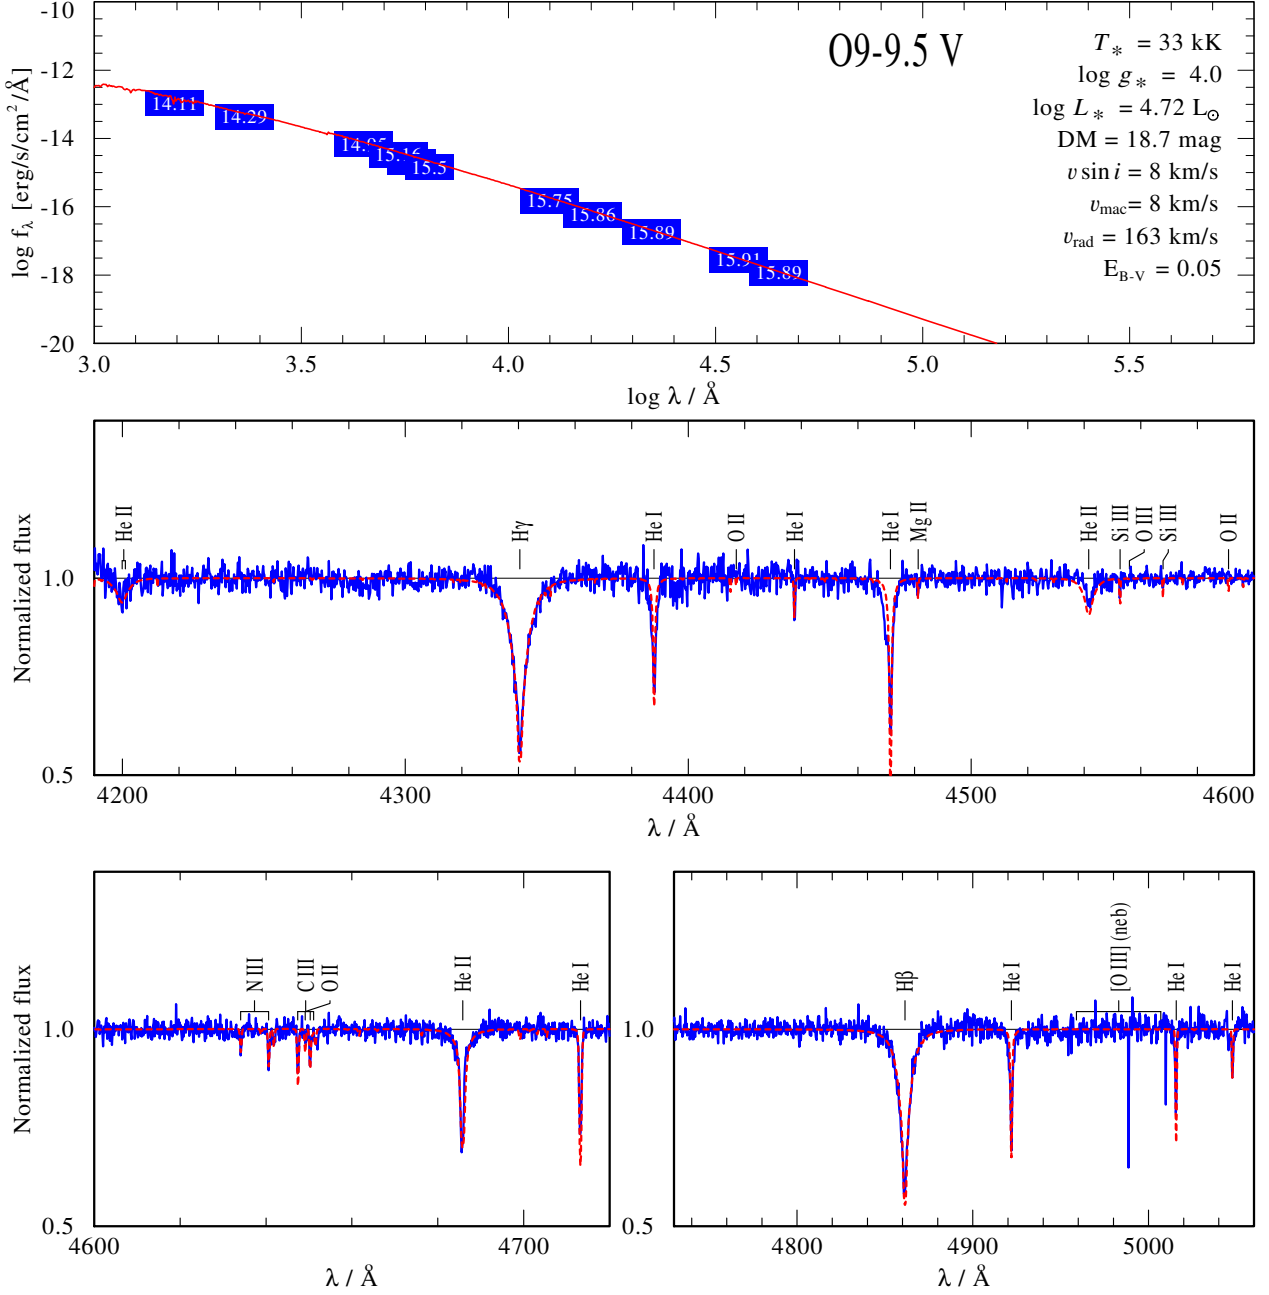 O9-9.5 V
T* = 33 kK
log g* = 4.0
log L* = 4.72 L⊙
DM = 18.7 mag
v sin i = 8 km/s
vmac= 8 km/s
vrad = 163 km/s
EB-V = 0.05
log fλ [erg/s/cm2/Å]
-10
-12
-14
-16
-18
-20
14.11
14.29
15.5
15.75
15.86
15.89
15.91
15.89
3.0 3.5 4.0 4.5 5.0 5.5
log λ / Å
Normalized flux
1.0
0.5
He II
Hγ
He I
O II
He I
He I
Mg II
He II
Si III
O III
Si III
O II
4200 4300 4400 4500 4600
λ / Å
Normalized flux
1.0
0.5
N III
C III
O II
He II
He I
4600 4700
λ / Å
1.0
0.5
Hβ
He I
[O III] (neb)
He I
He I
4800 4900 5000
λ / Å